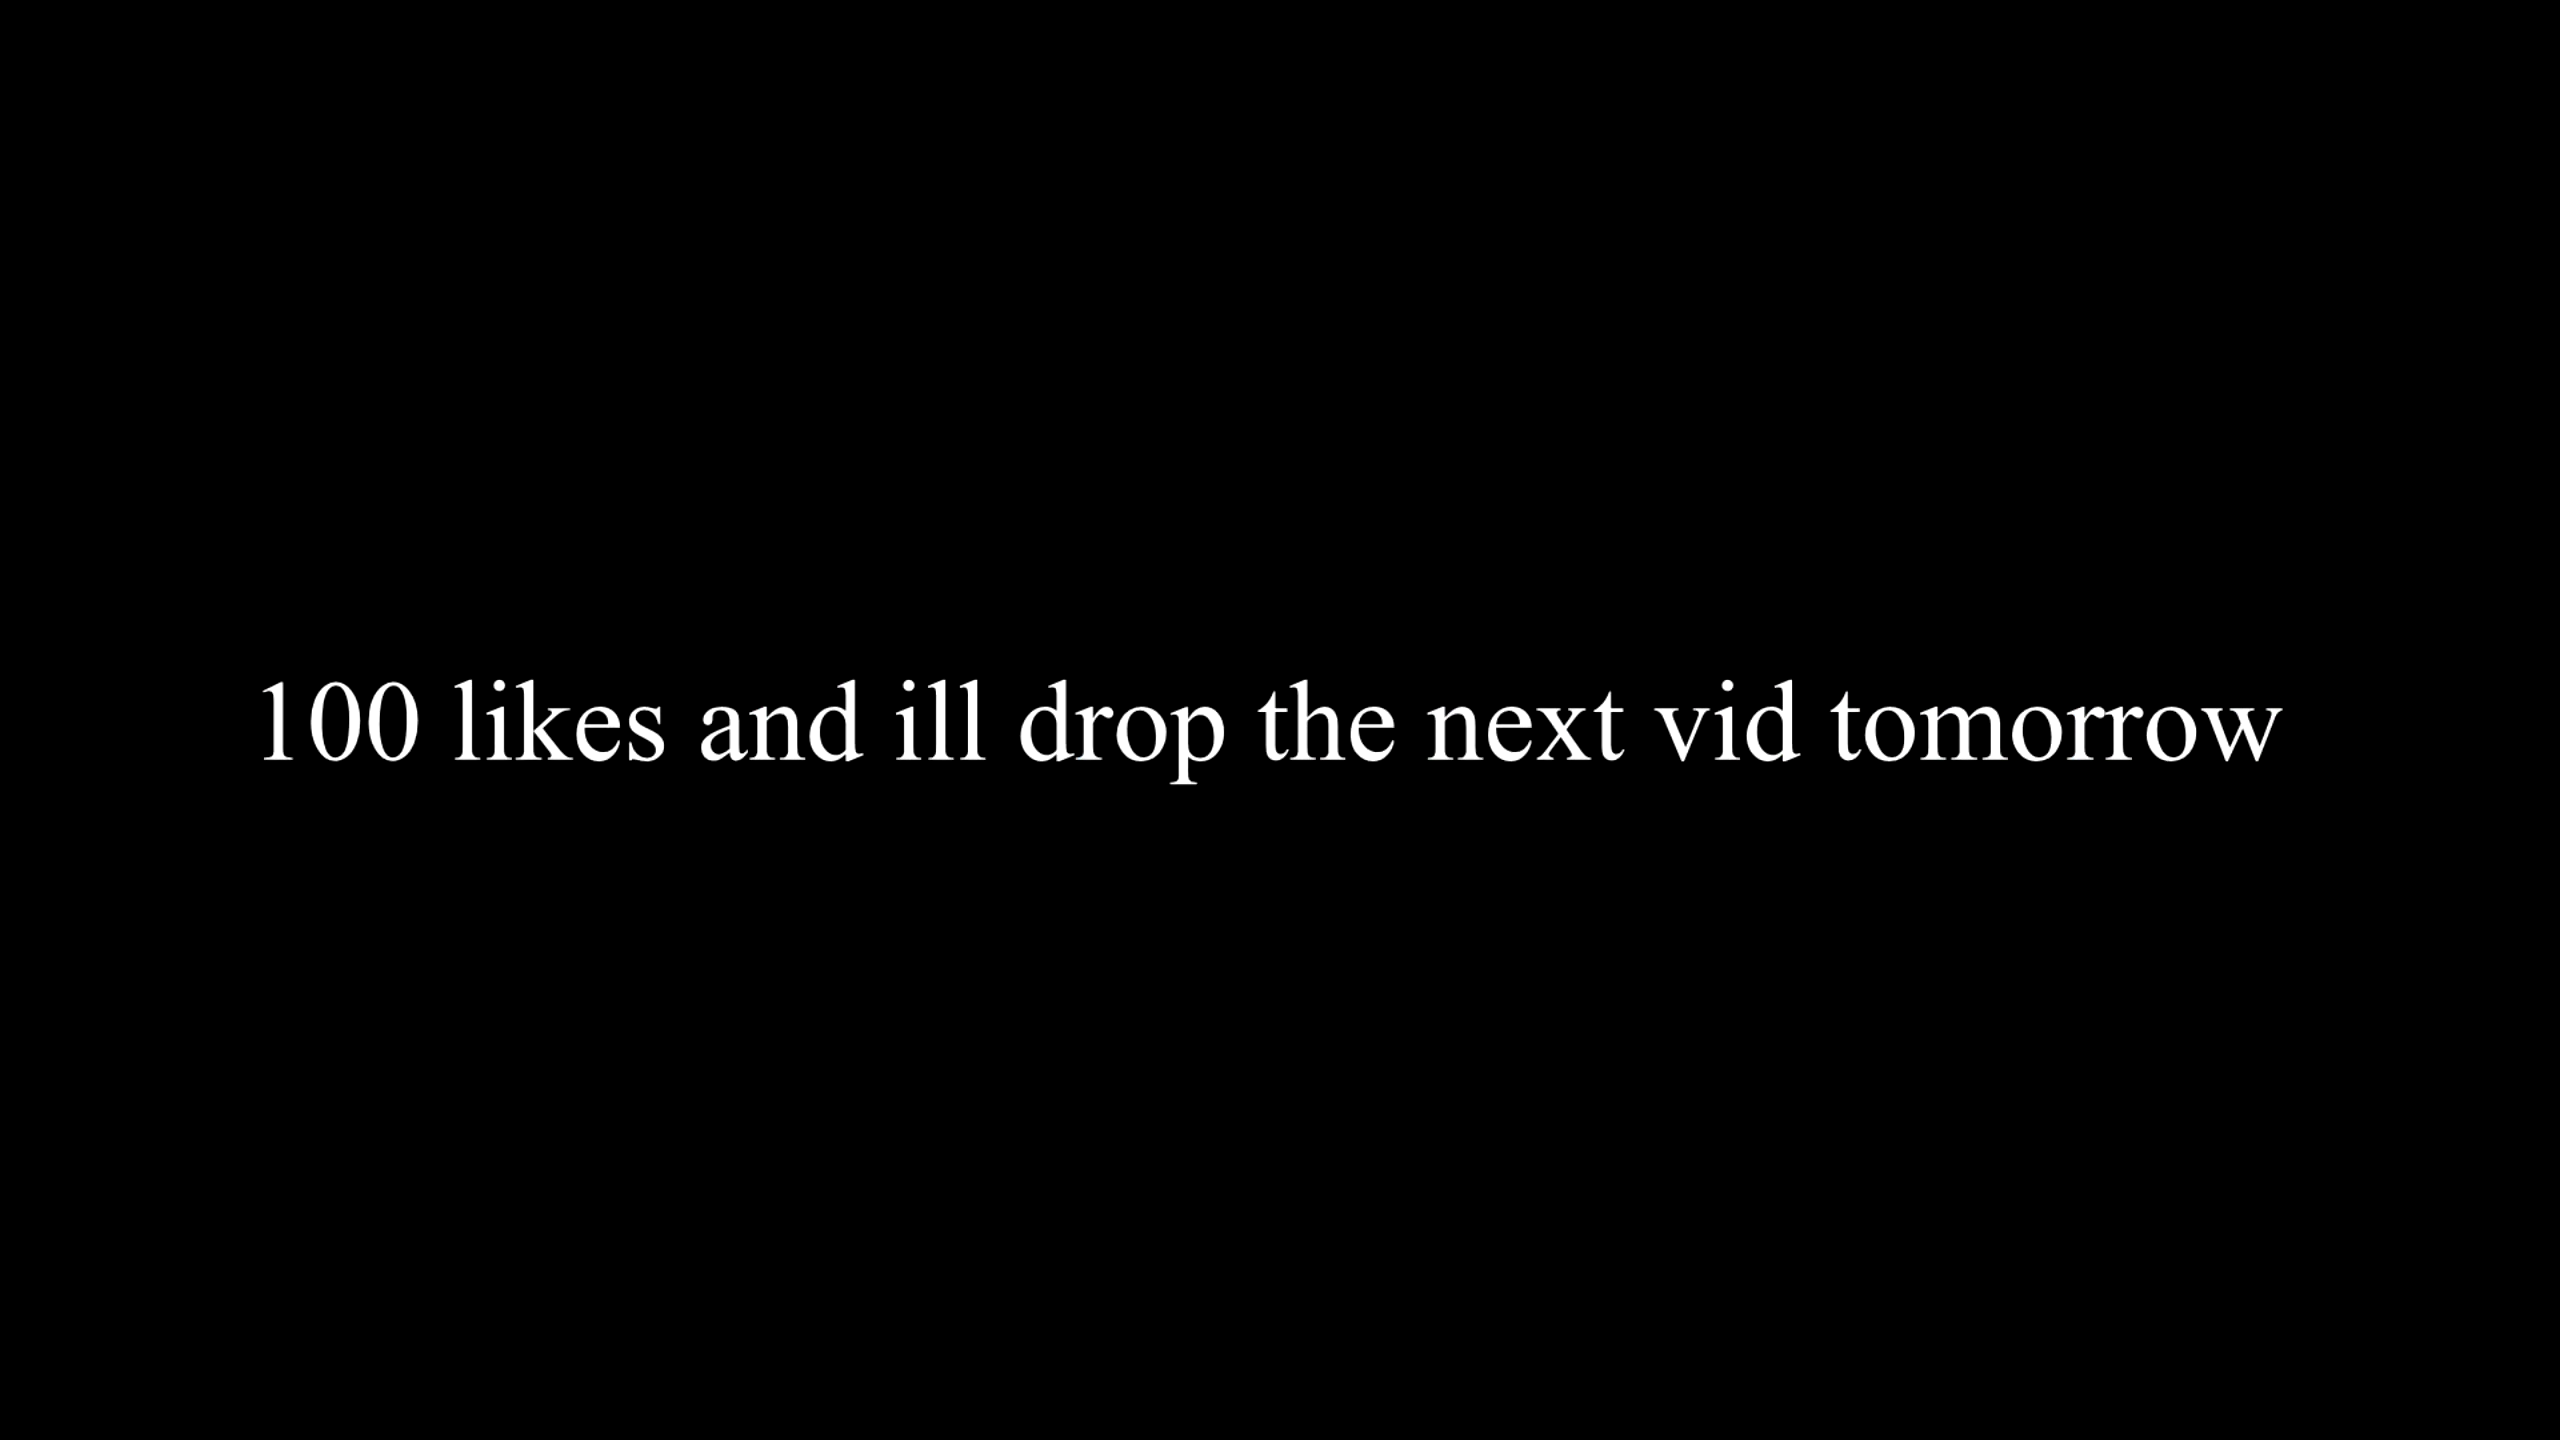 100 likes and ill drop the next vid tomorrow